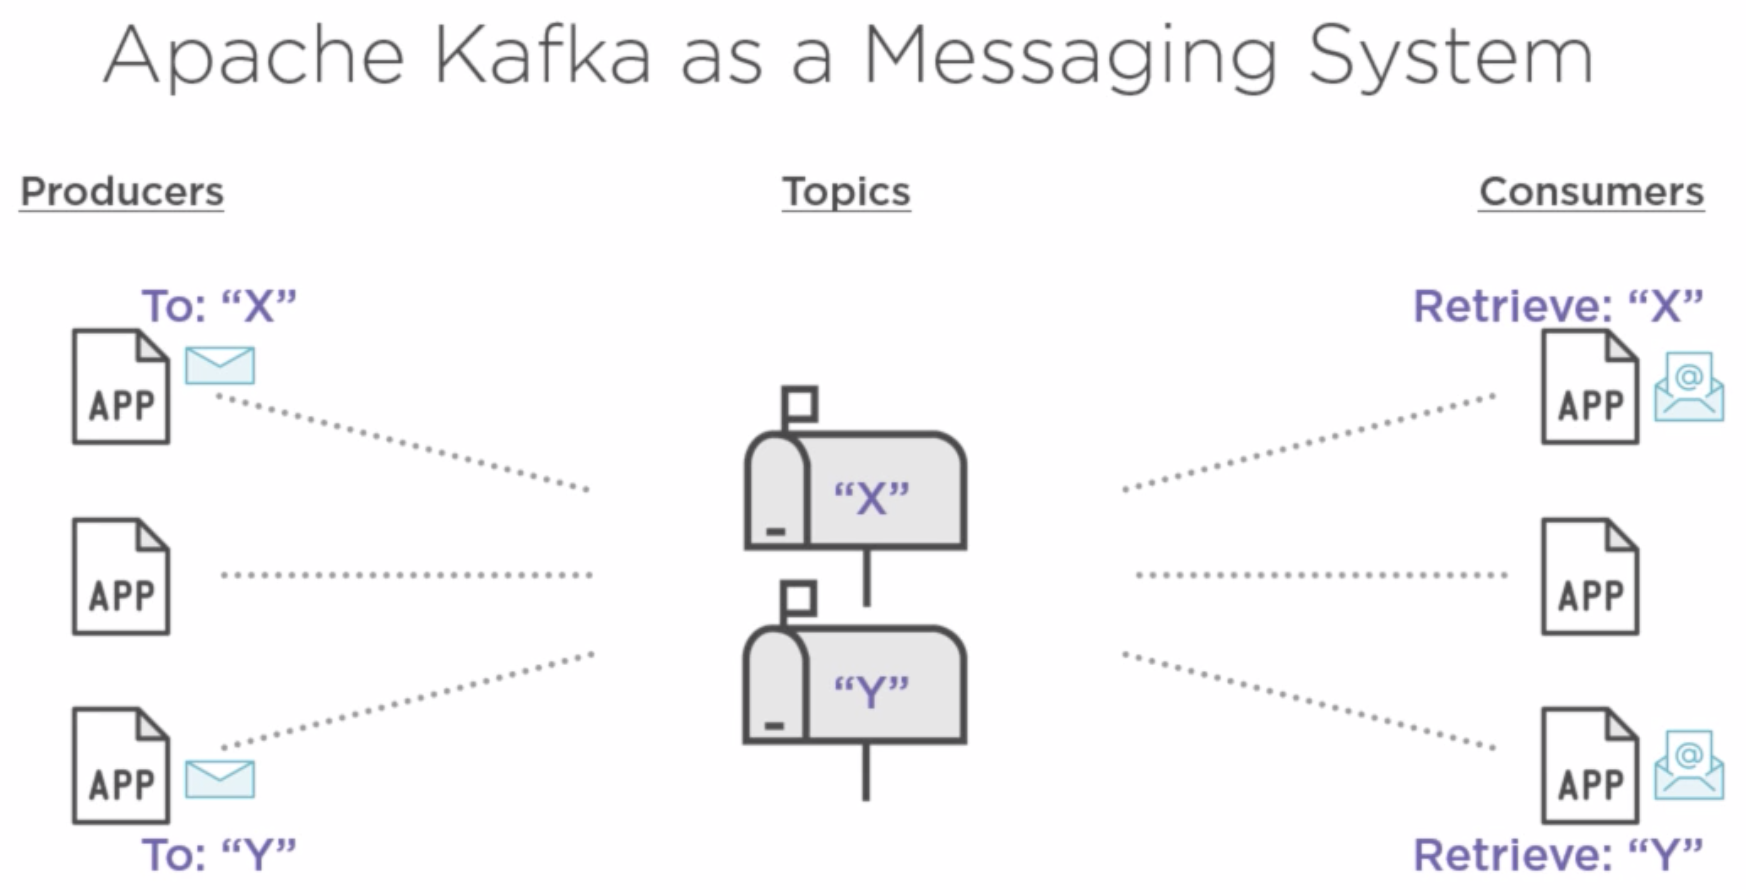 Apache Kafka as a Messaging System
Producers
Topics
Consumers
To: “X”
Retrieve: “X”
APP
@
APP
“X”
APP
APP
“Y”
@
APP
APP
To: “Y”
Retrieve: “Y”